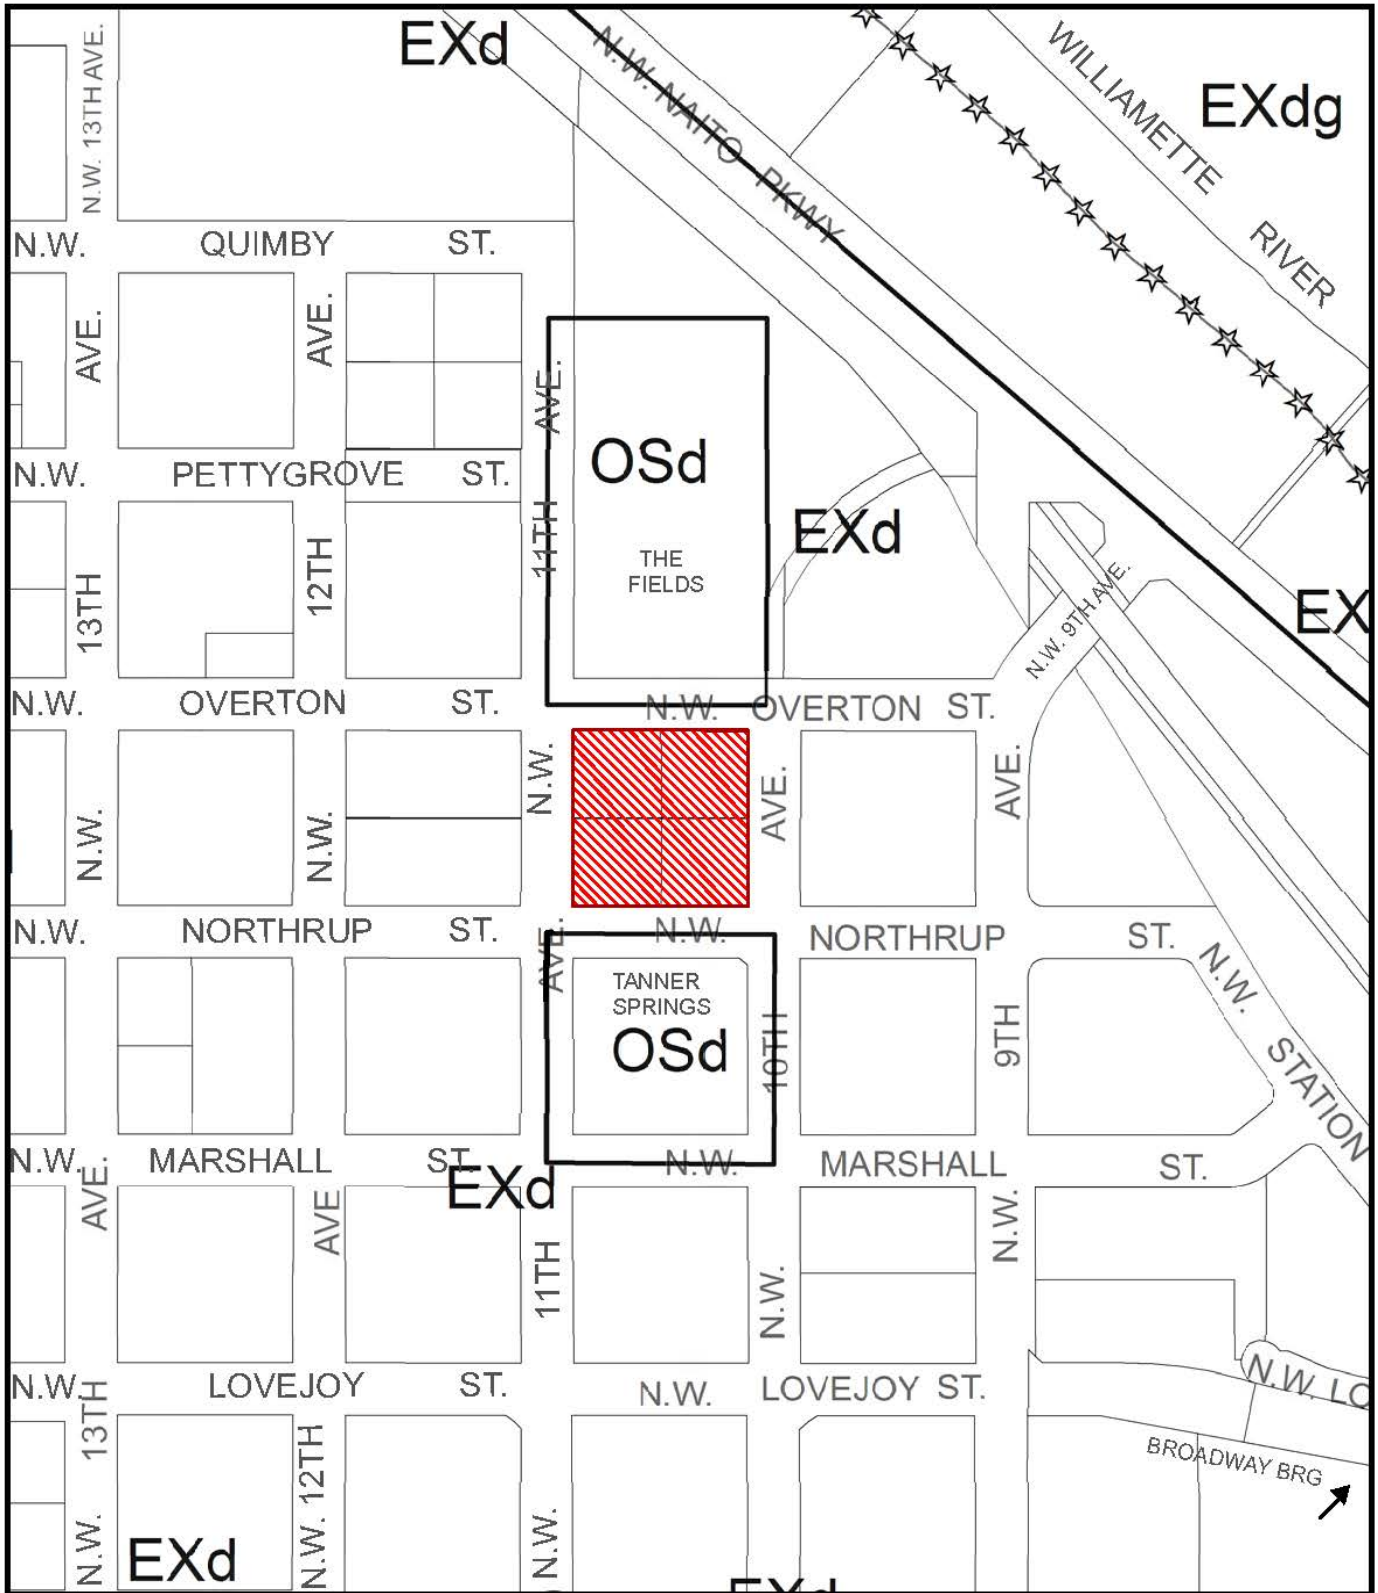 EXd
N.W. NAITO PKWY
WILLIAMETTE RIVER
EXdg
N.W. 13TH AVE.
N.W. QUIMBY ST.
AVE.
AVE.
AVE.
OSd
N.W. PETTYGROVE ST.
11TH
EXd
THE
FIELDS
12TH
13TH
N.W. 9TH AVE.
EX
N.W. OVERTON ST.
N.W. OVERTON ST.
N.W.
AVE.
AVE.
N.W.
N.W.
N.W. NORTHRUP ST.
N.W. NORTHRUP ST.
AVE.
TANNER
SPRINGS
OSd
10TH
9TH
N.W. STATION
N.W. MARSHALL ST.
N.W. MARSHALL ST.
EXd
AVE.
AVE
N.W.
11TH
N.W.
N.W. LOVEJOY ST.
N.W. LOVEJOY ST.
N.W. LO
13TH
BROADWAY BRG
N.W. 12TH
N.W.
N.W.
EXd
EXd